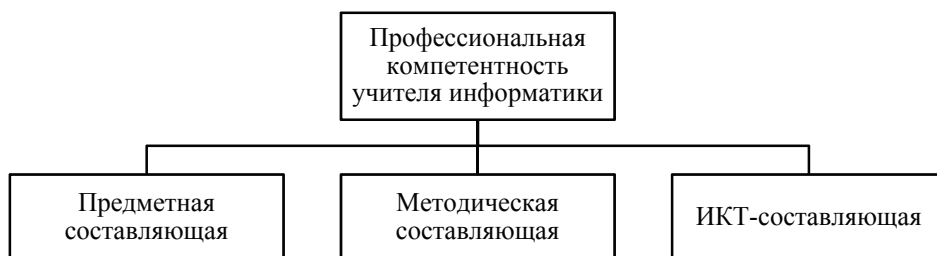 Профессиональная
компетентность
учителя информатики
Предметная
составляющая
Методическая
составляющая
ИКТ-составляющая